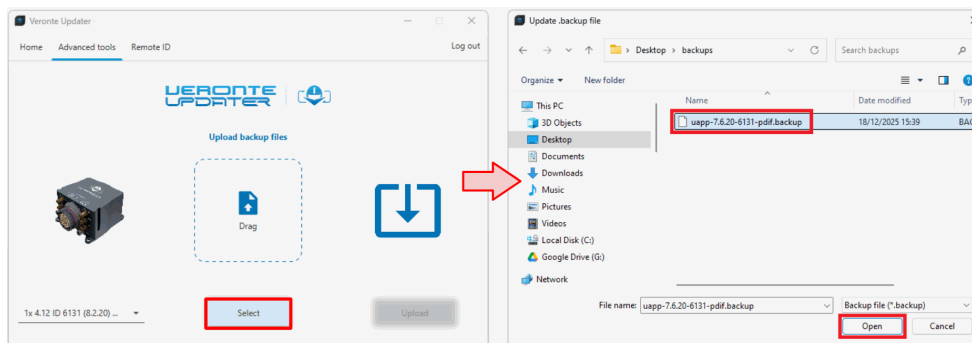 Veronte Updater
Home Advanced tools Remote ID Log out
VERONTE
UPDATER
Upload backup files
Drag
1x 4.12 ID 6131 (8.2.20) ...
Select
Upload
Update .backup file
Desktop > backups
Search backups
Organize New folder
Name Date modified
This PC
uapp-7.6.20-6131-pdif.backup 18/12/2025 15:39
3D Objects
Desktop
Documents
Downloads
Music
Pictures
Videos
Local Disk (C:)
Google Drive (G:)
Network
File name: uapp-7.6.20-6131-pdif.backup Backup file (*.backup)
Open Cancel